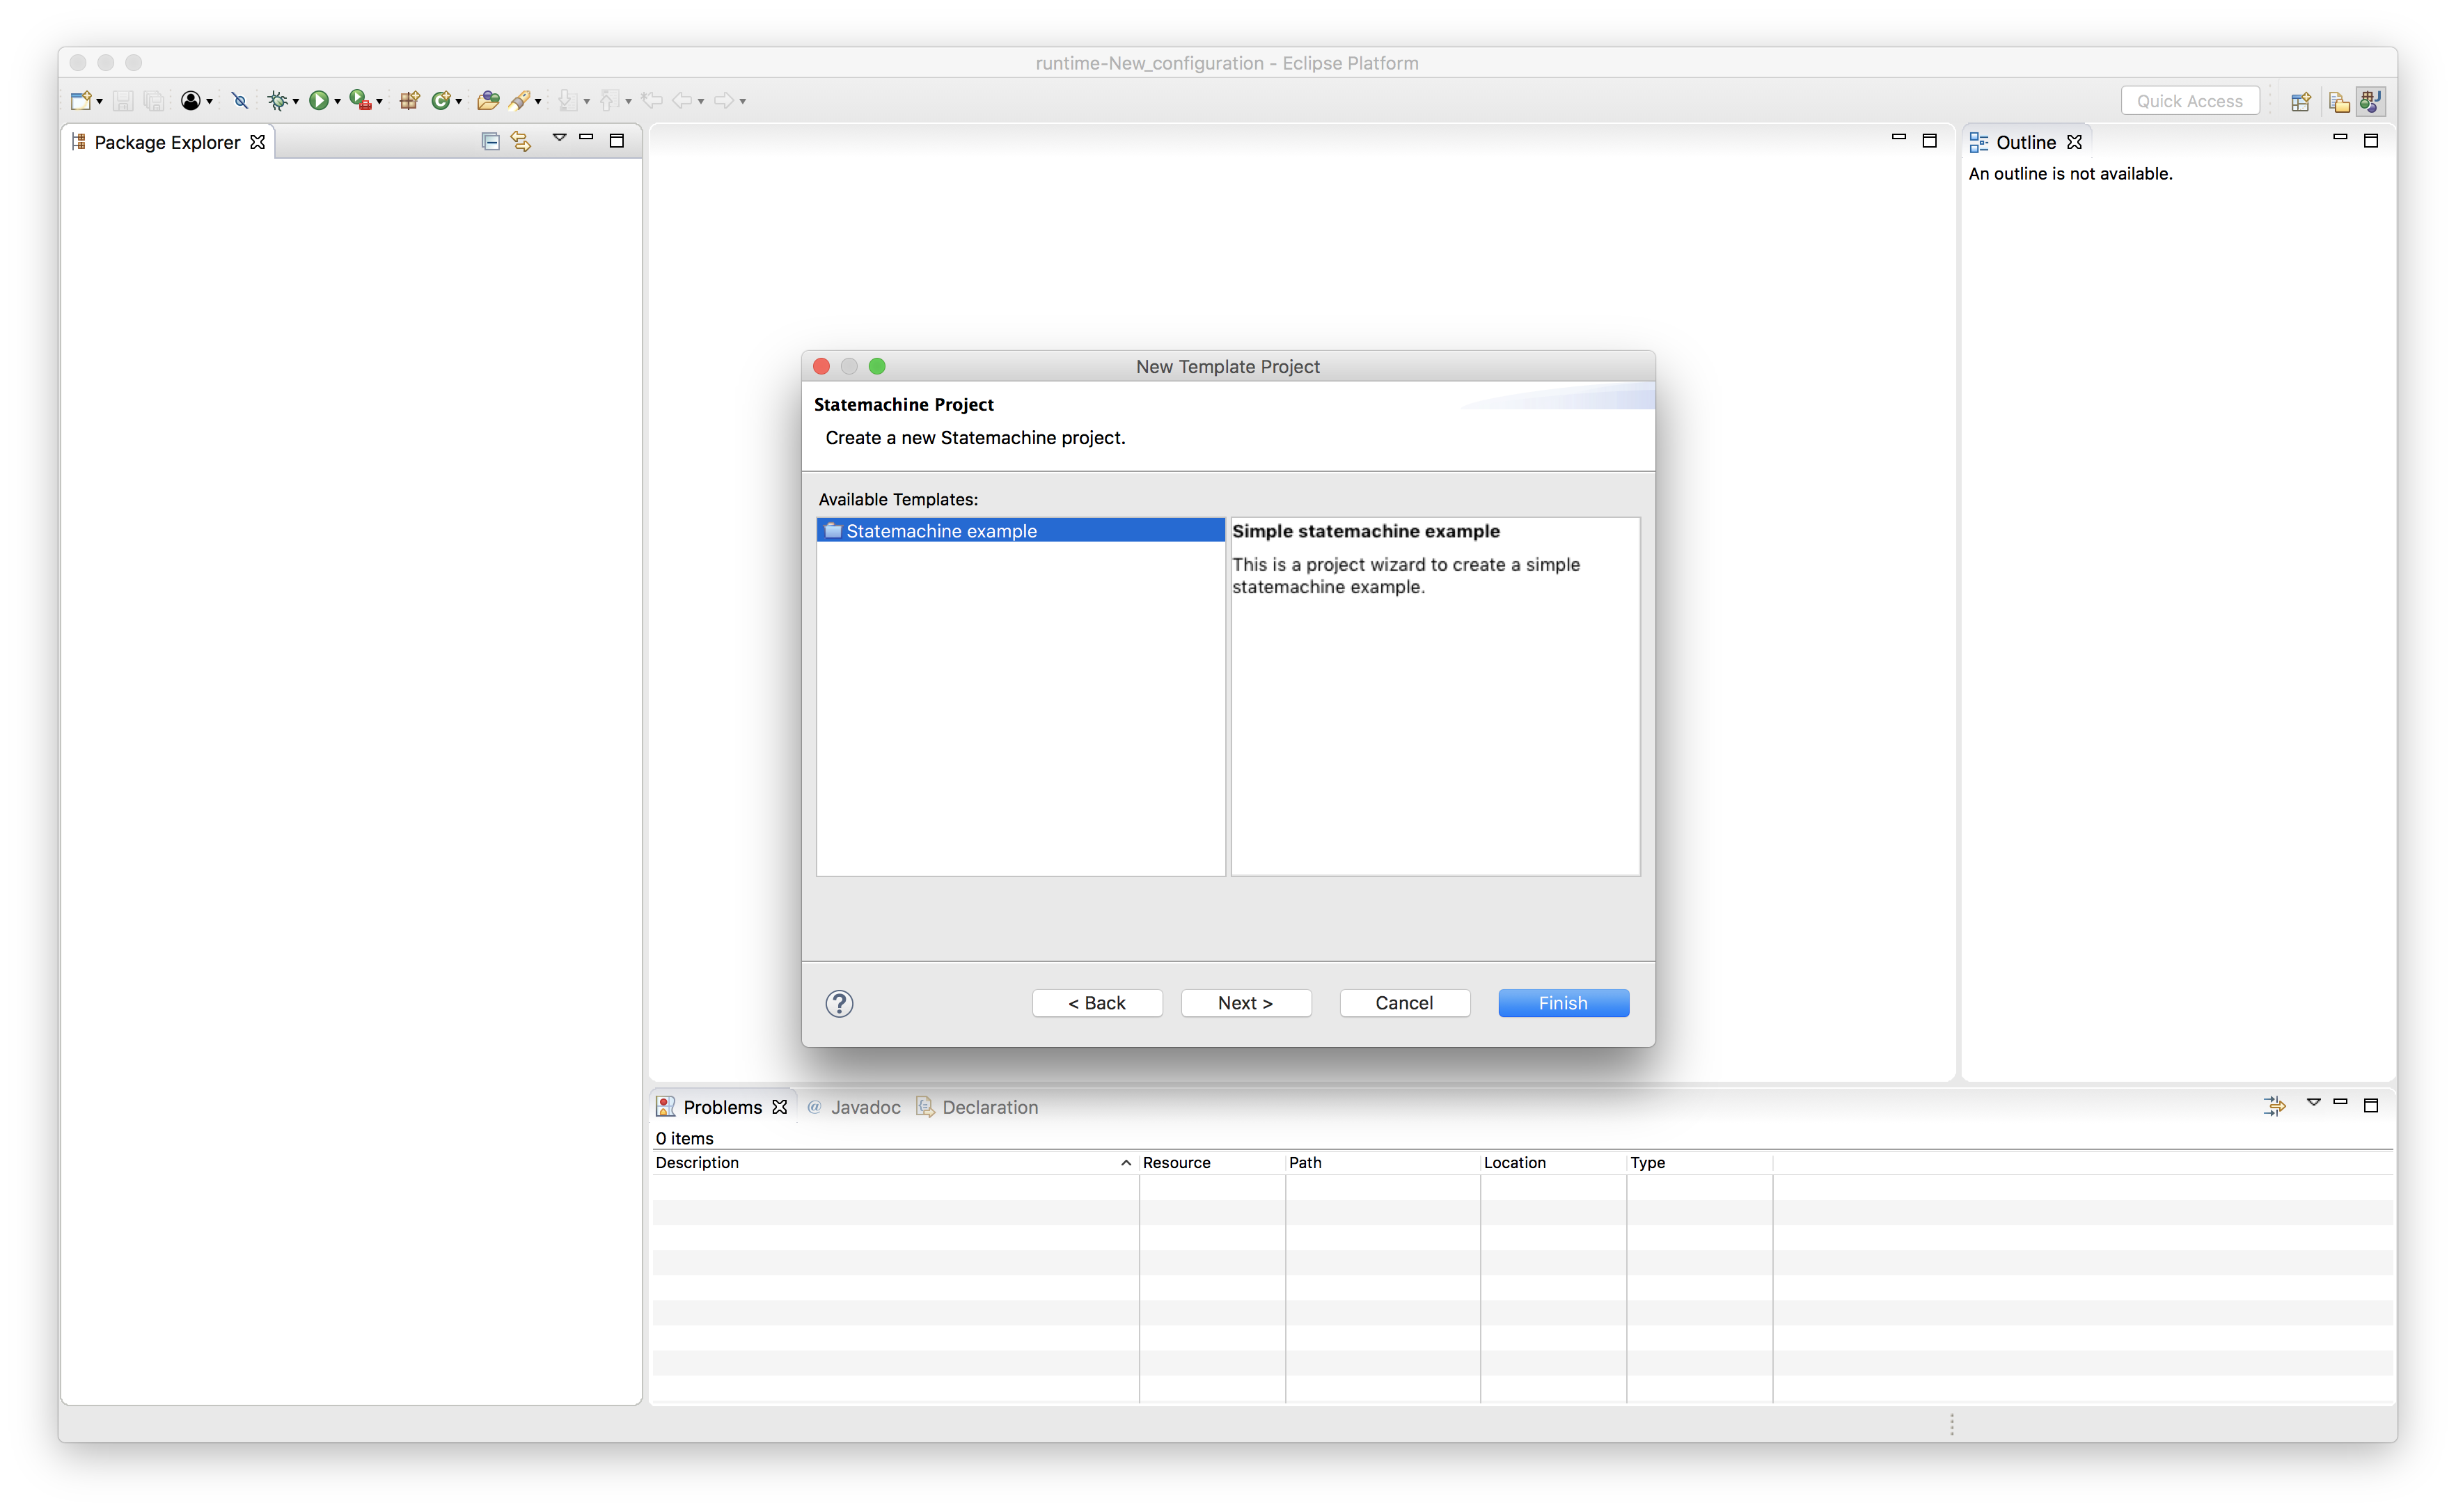 runtime-New_configuration - Eclipse Platform
Quick Access
Package Explorer
Outline
An outline is not available.
New Template Project
Statemachine Project
Create a new Statemachine project.
Available Templates:
Statemachine example
Simple statemachine example
This is a project wizard to create a simple
statemachine example.
?
< Back
Next >
Cancel
Finish
Problems
@ Javadoc
Declaration
0 items
Description
Resource
Path
Location
Type